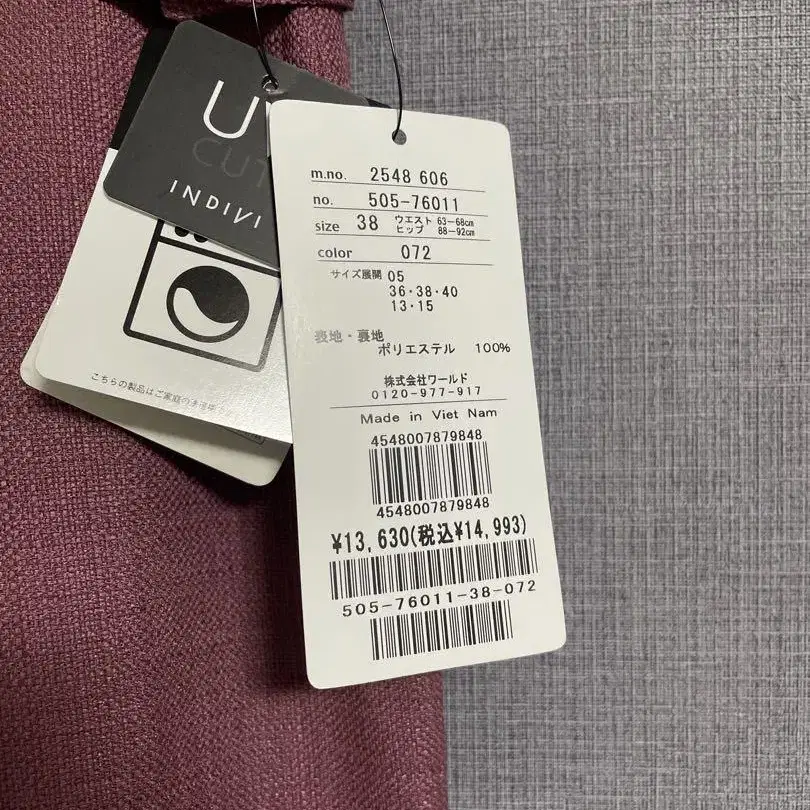 U
CUT
INDIVI
こちらの製品はご家庭の洗濯
m.no. 2548 606
no. 505-76011
size 38 ウエスト 63-68cm
ヒップ 88-92cm
color 072
サイズ展開 05
36・38・40
13・15
表地・裏地
ポリエステル 100%
株式会社ワールド
0120-977-917
Made in Viet Nam
4548007879848
4548007879848
¥13,630(税込¥14,993)
505-76011-38-072